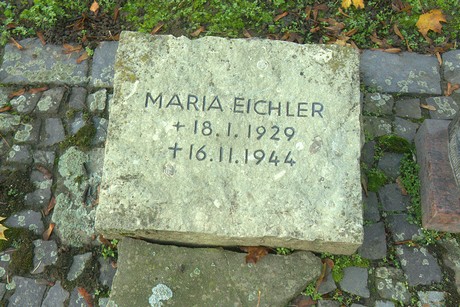 MARIA EICHLER
+ 18.1.1929
+ 16.11.1944